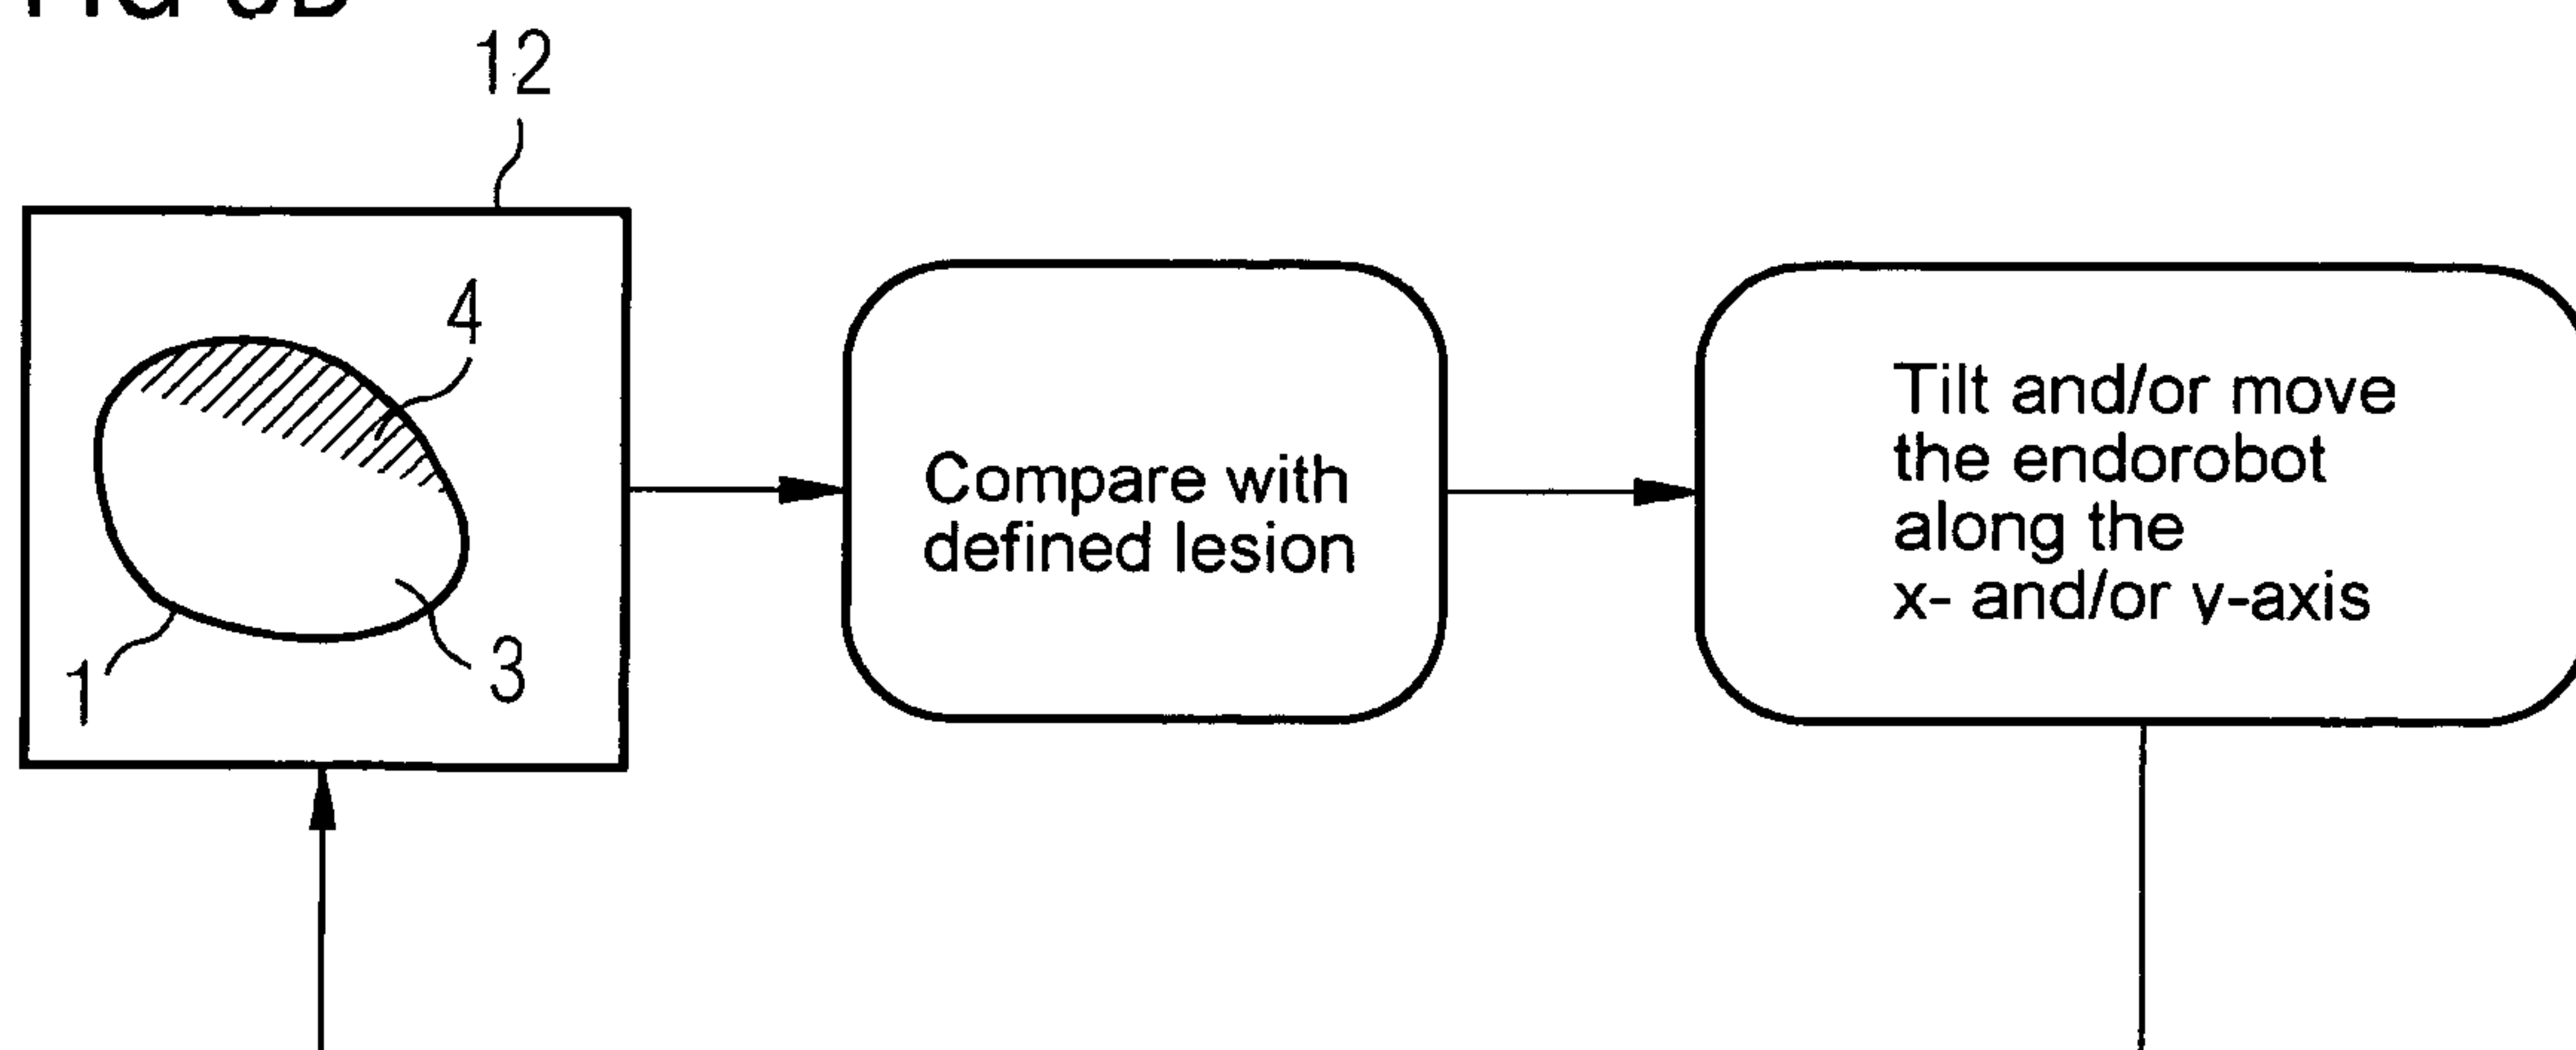 12
4
1
3
Compare with
defined lesion
Tilt and/or move
the endorobot
along the
x- and/or y-axis